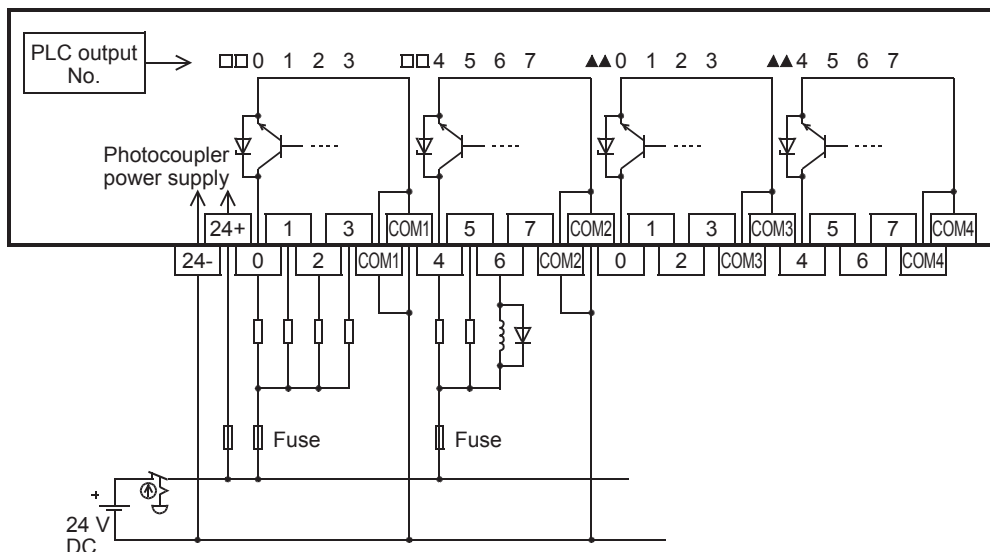 PLC output
No.
□□0 1 2 3
□□4 5 6 7
▲▲0 1 2 3
▲▲4 5 6 7
Photocoupler
power supply
24+ 1 3 COM1 5 7 COM2 1 3 COM3 5 7 COM4
24- 0 2 COM1 4 6 COM2 0 2 COM3 4 6 COM4
Fuse
Fuse
+
24 V
DC